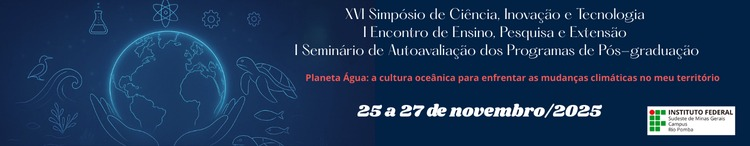 XVI Simpósio de Ciência, Inovação e Tecnologia
I Encontro de Ensino, Pesquisa e Extensão
I Seminário de Autoavaliação dos Programas de Pós-graduação
Planeta Água: a cultura oceânica para enfrentar as mudanças climáticas no meu território
25 a 27 de novembro/2025
INSTITUTO FEDERAL
Sudeste de Minas Gerais
Campus
Rio Pomba